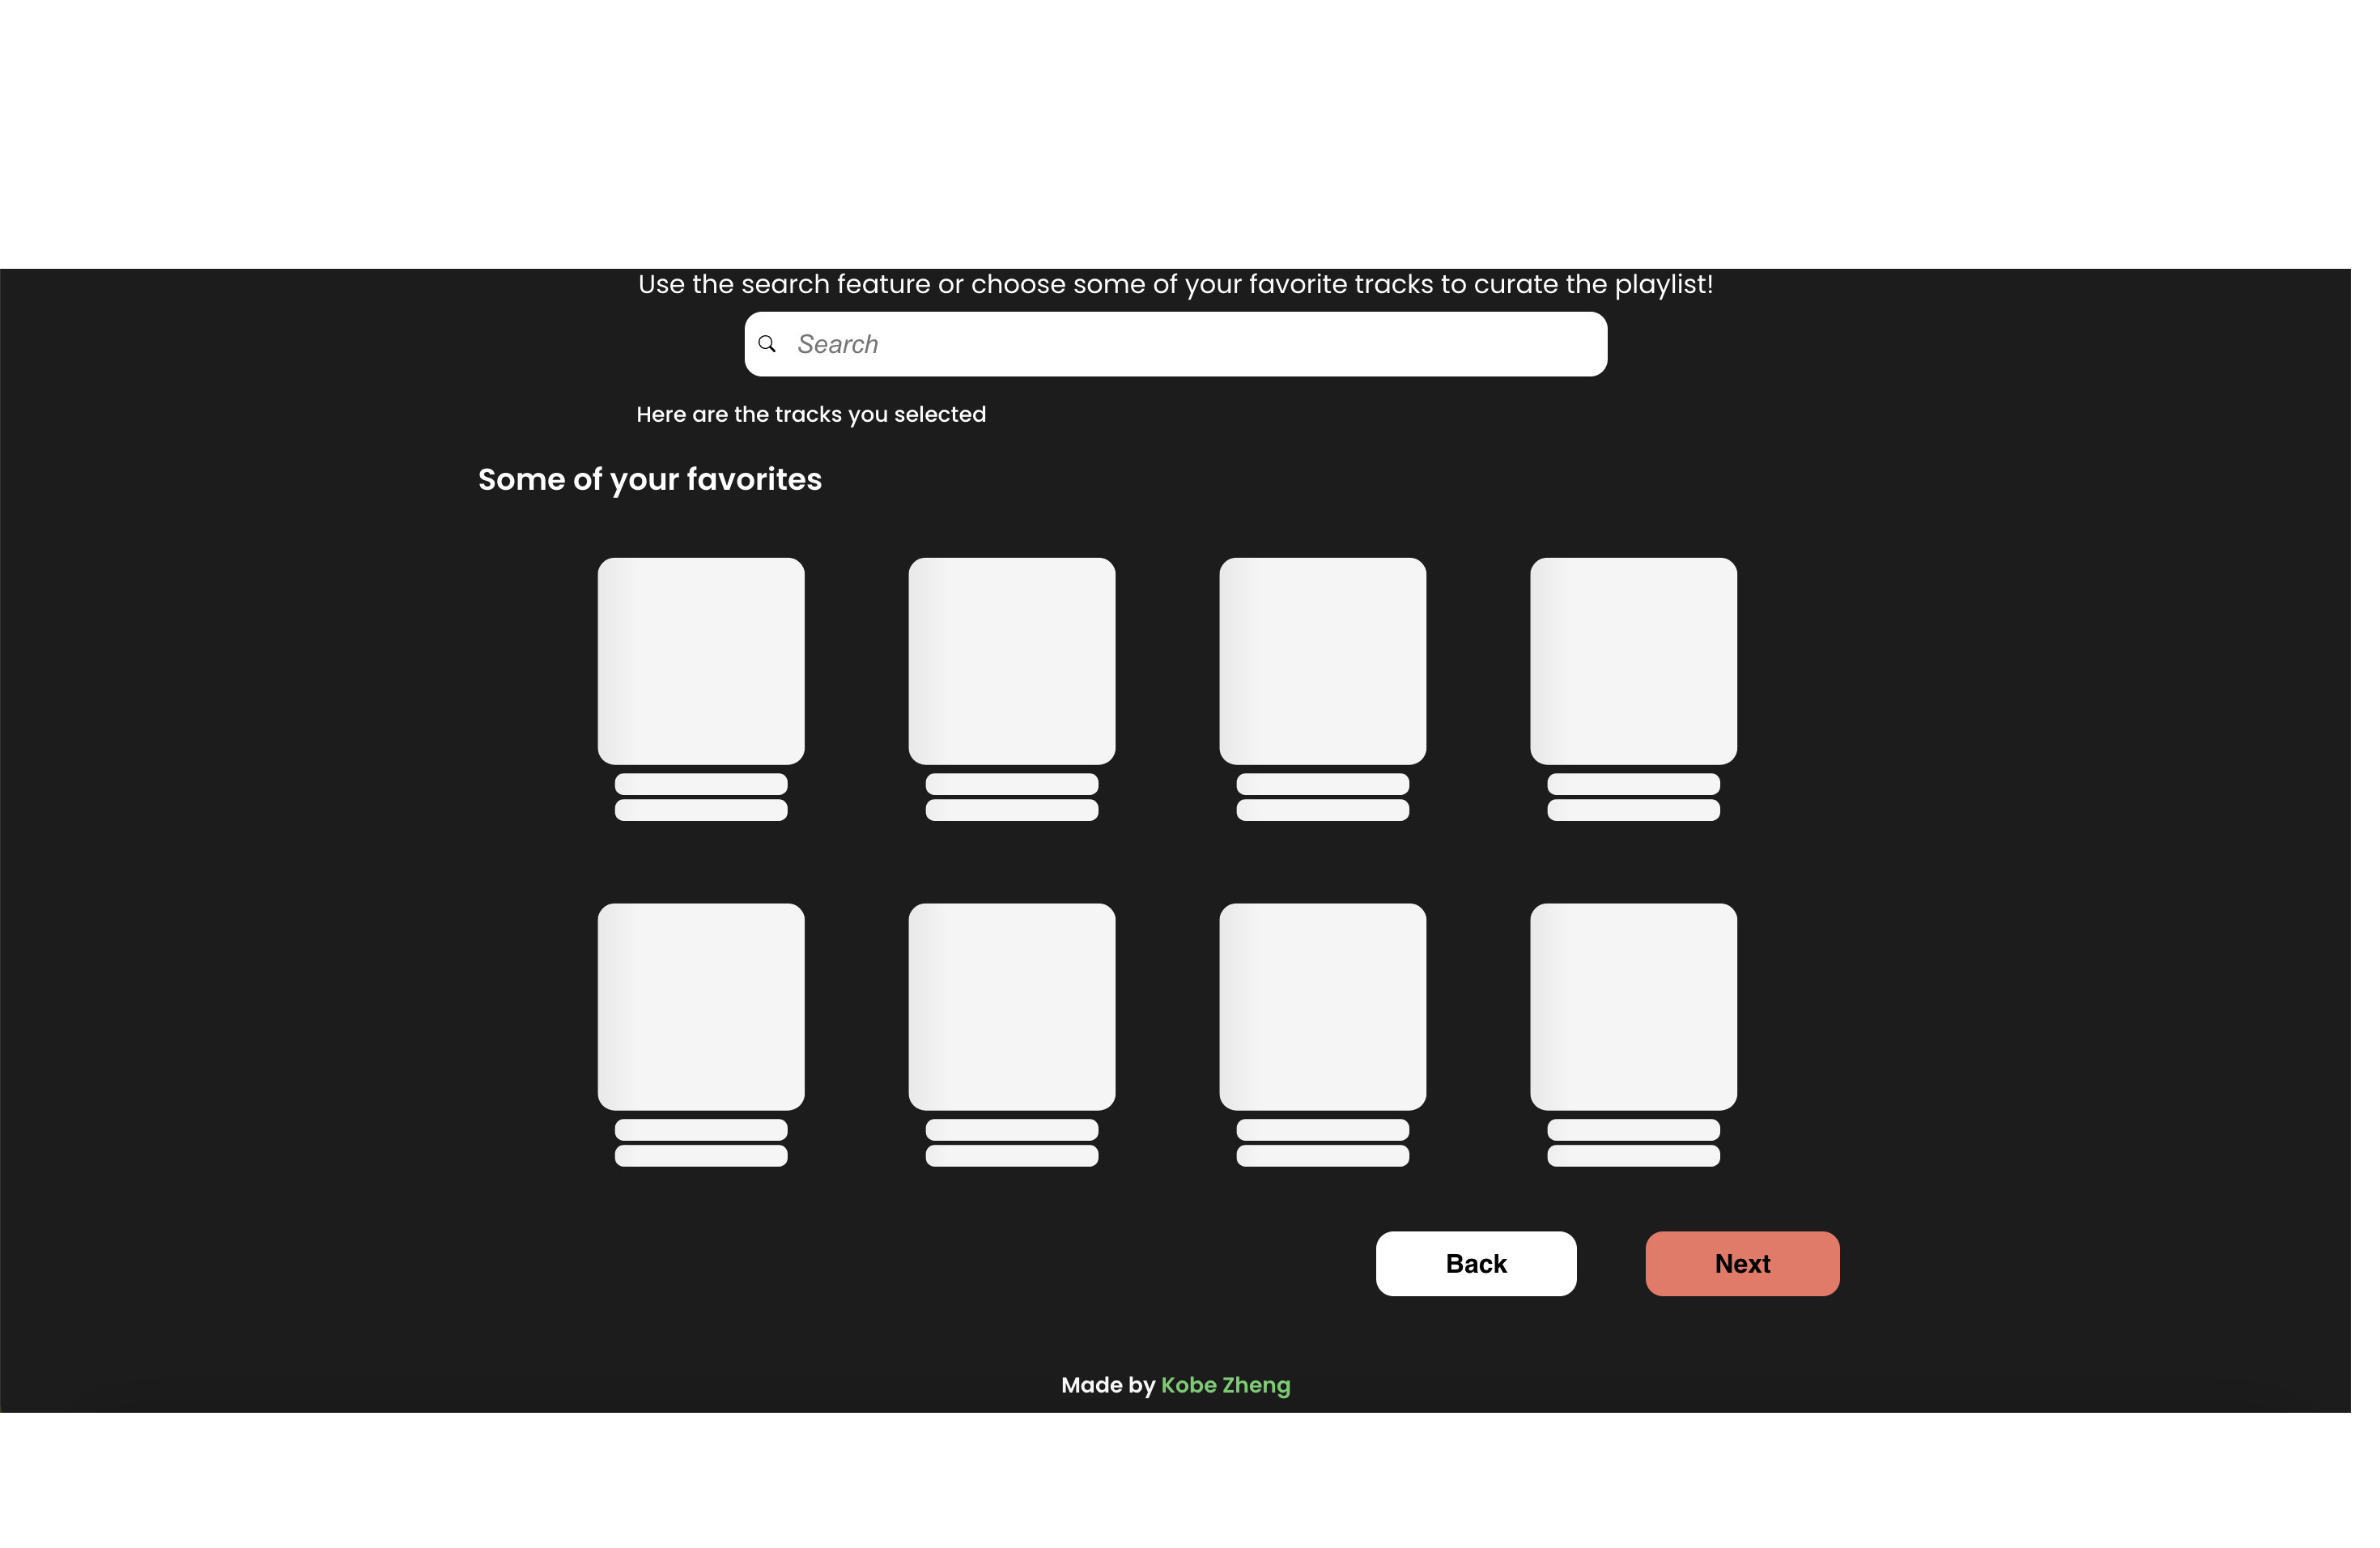 Use the search feature or choose some of your favorite tracks to curate the playlist!
Search
Here are the tracks you selected
Some of your favorites
Back
Next
Made by Kobe Zheng